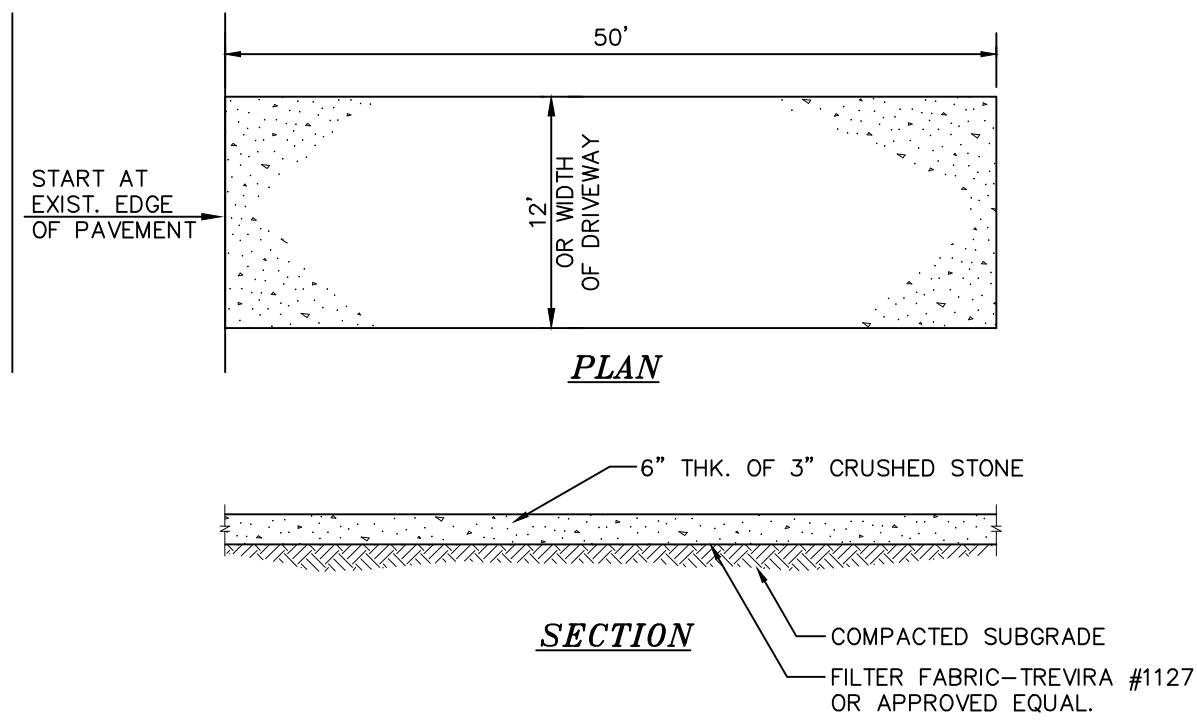 50'
START AT
EXIST. EDGE
OF PAVEMENT
12'
OR WIDTH
OF DRIVEWAY
PLAN
6" THK. OF 3" CRUSHED STONE
SECTION
COMPACTED SUBGRADE
FILTER FABRIC-TREVIRA #1127
OR APPROVED EQUAL.